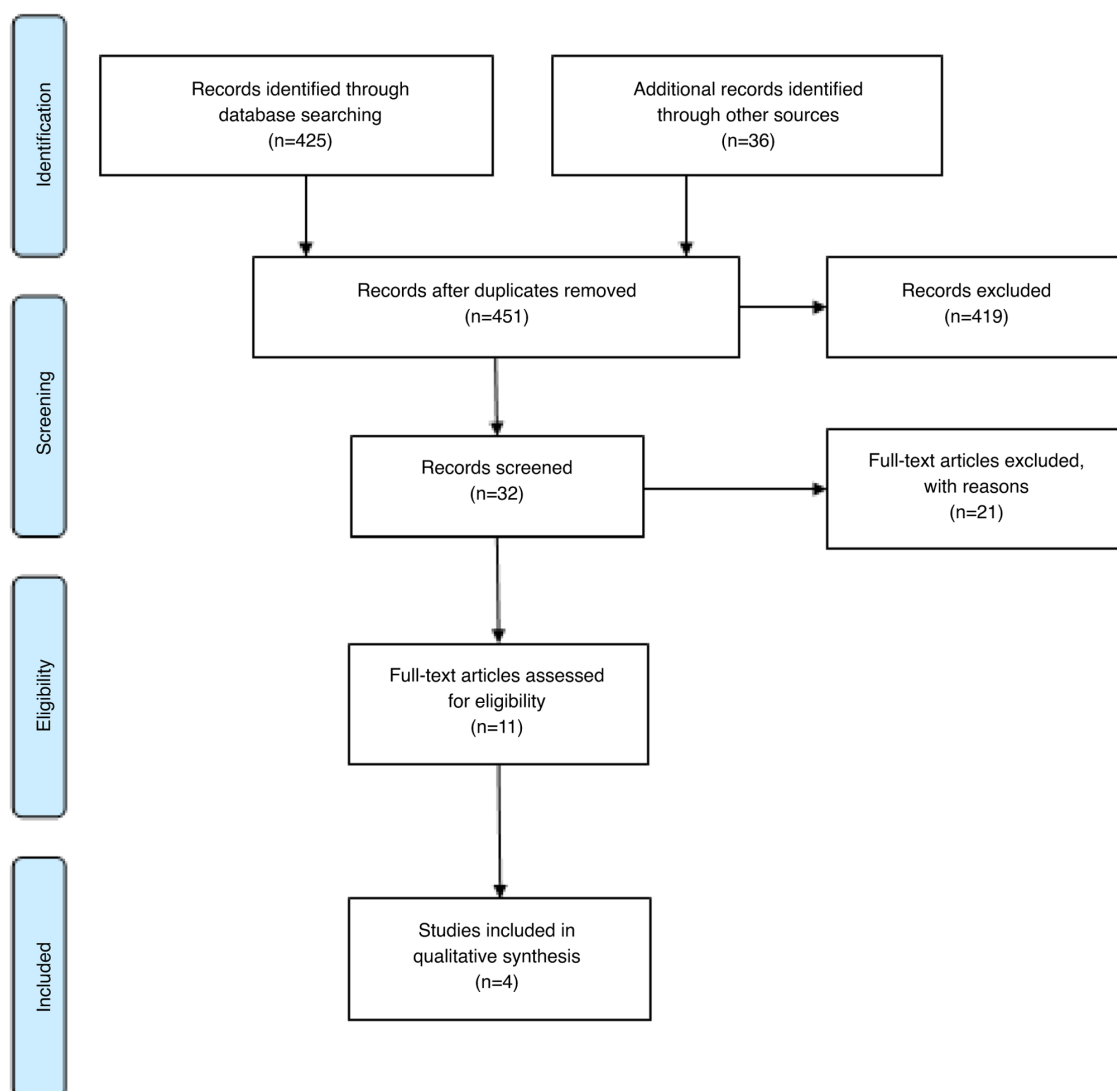 Identification
Records identified through
database searching
(n=425)
Additional records identified
through other sources
(n=36)
Records after duplicates removed
(n=451)
Records excluded
(n=419)
Screening
Records screened
(n=32)
Full-text articles excluded,
with reasons
(n=21)
Eligibility
Full-text articles assessed
for eligibility
(n=11)
Included
Studies included in
qualitative synthesis
(n=4)